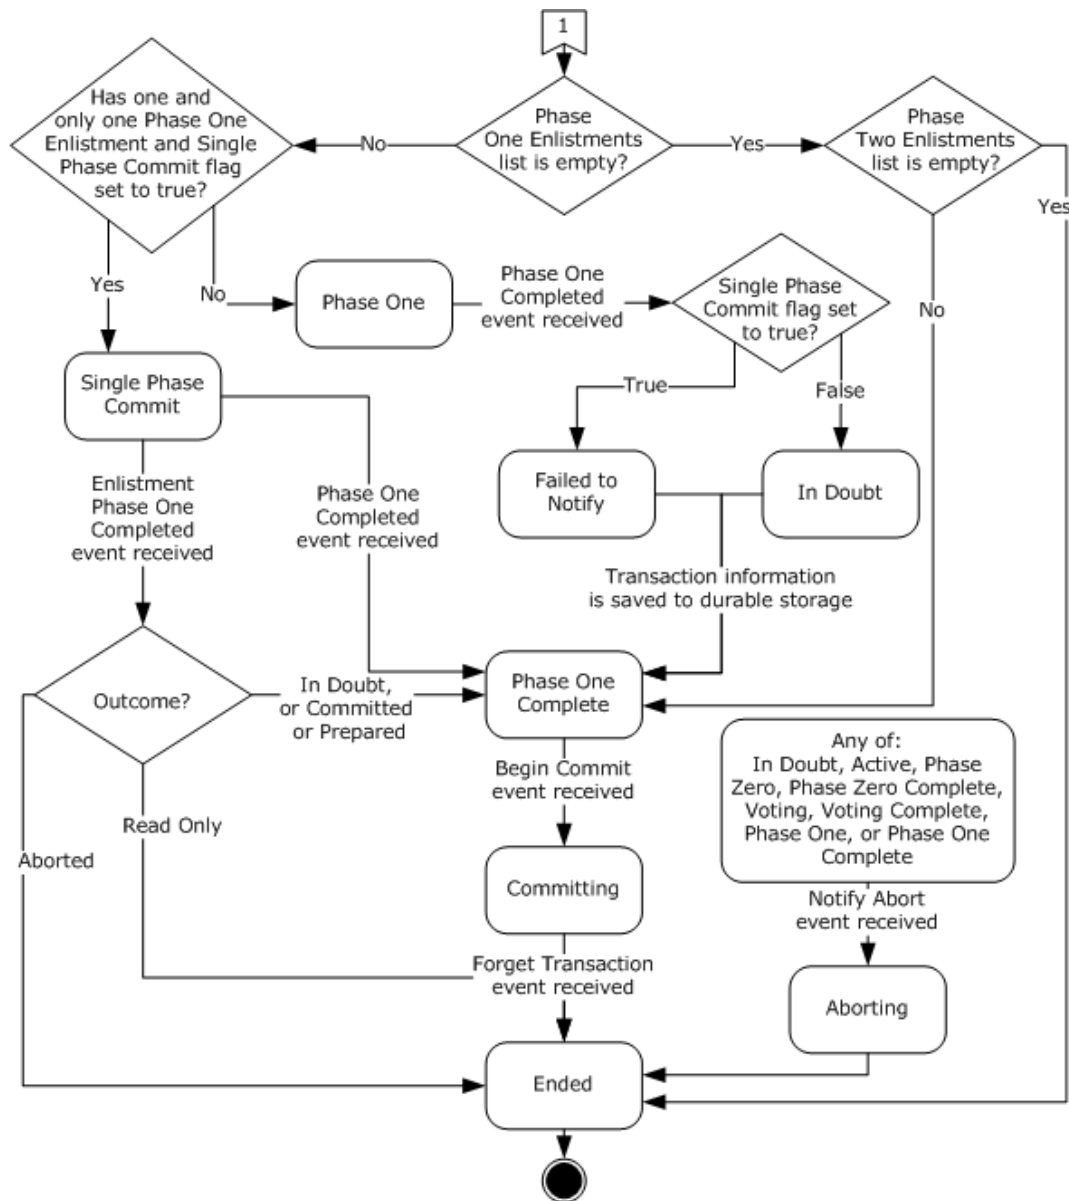 1
Has one and
only one Phase One
Enlistment and Single
Phase Commit flag
set to true?
No
Phase
One Enlistments
list is empty?
Yes
Phase
Two Enlistments
list is empty?
Yes
Yes
No
Phase One
Phase One
Completed
event received
Single Phase
Commit flag set
to true?
No
True
False
Single Phase
Commit
Failed to
Notify
In Doubt
Enlistment
Phase One
Completed
event received
Phase One
Completed
event received
Transaction information
is saved to durable storage
Outcome?
In Doubt,
or Committed
or Prepared
Phase One
Complete
Any of:
In Doubt, Active, Phase
Zero, Phase Zero Complete,
Voting, Voting Complete,
Phase One, or Phase One
Complete
Begin Commit
event received
Read Only
Aborted
Committing
Notify Abort
event received
Forget Transaction
event received
Aborting
Ended